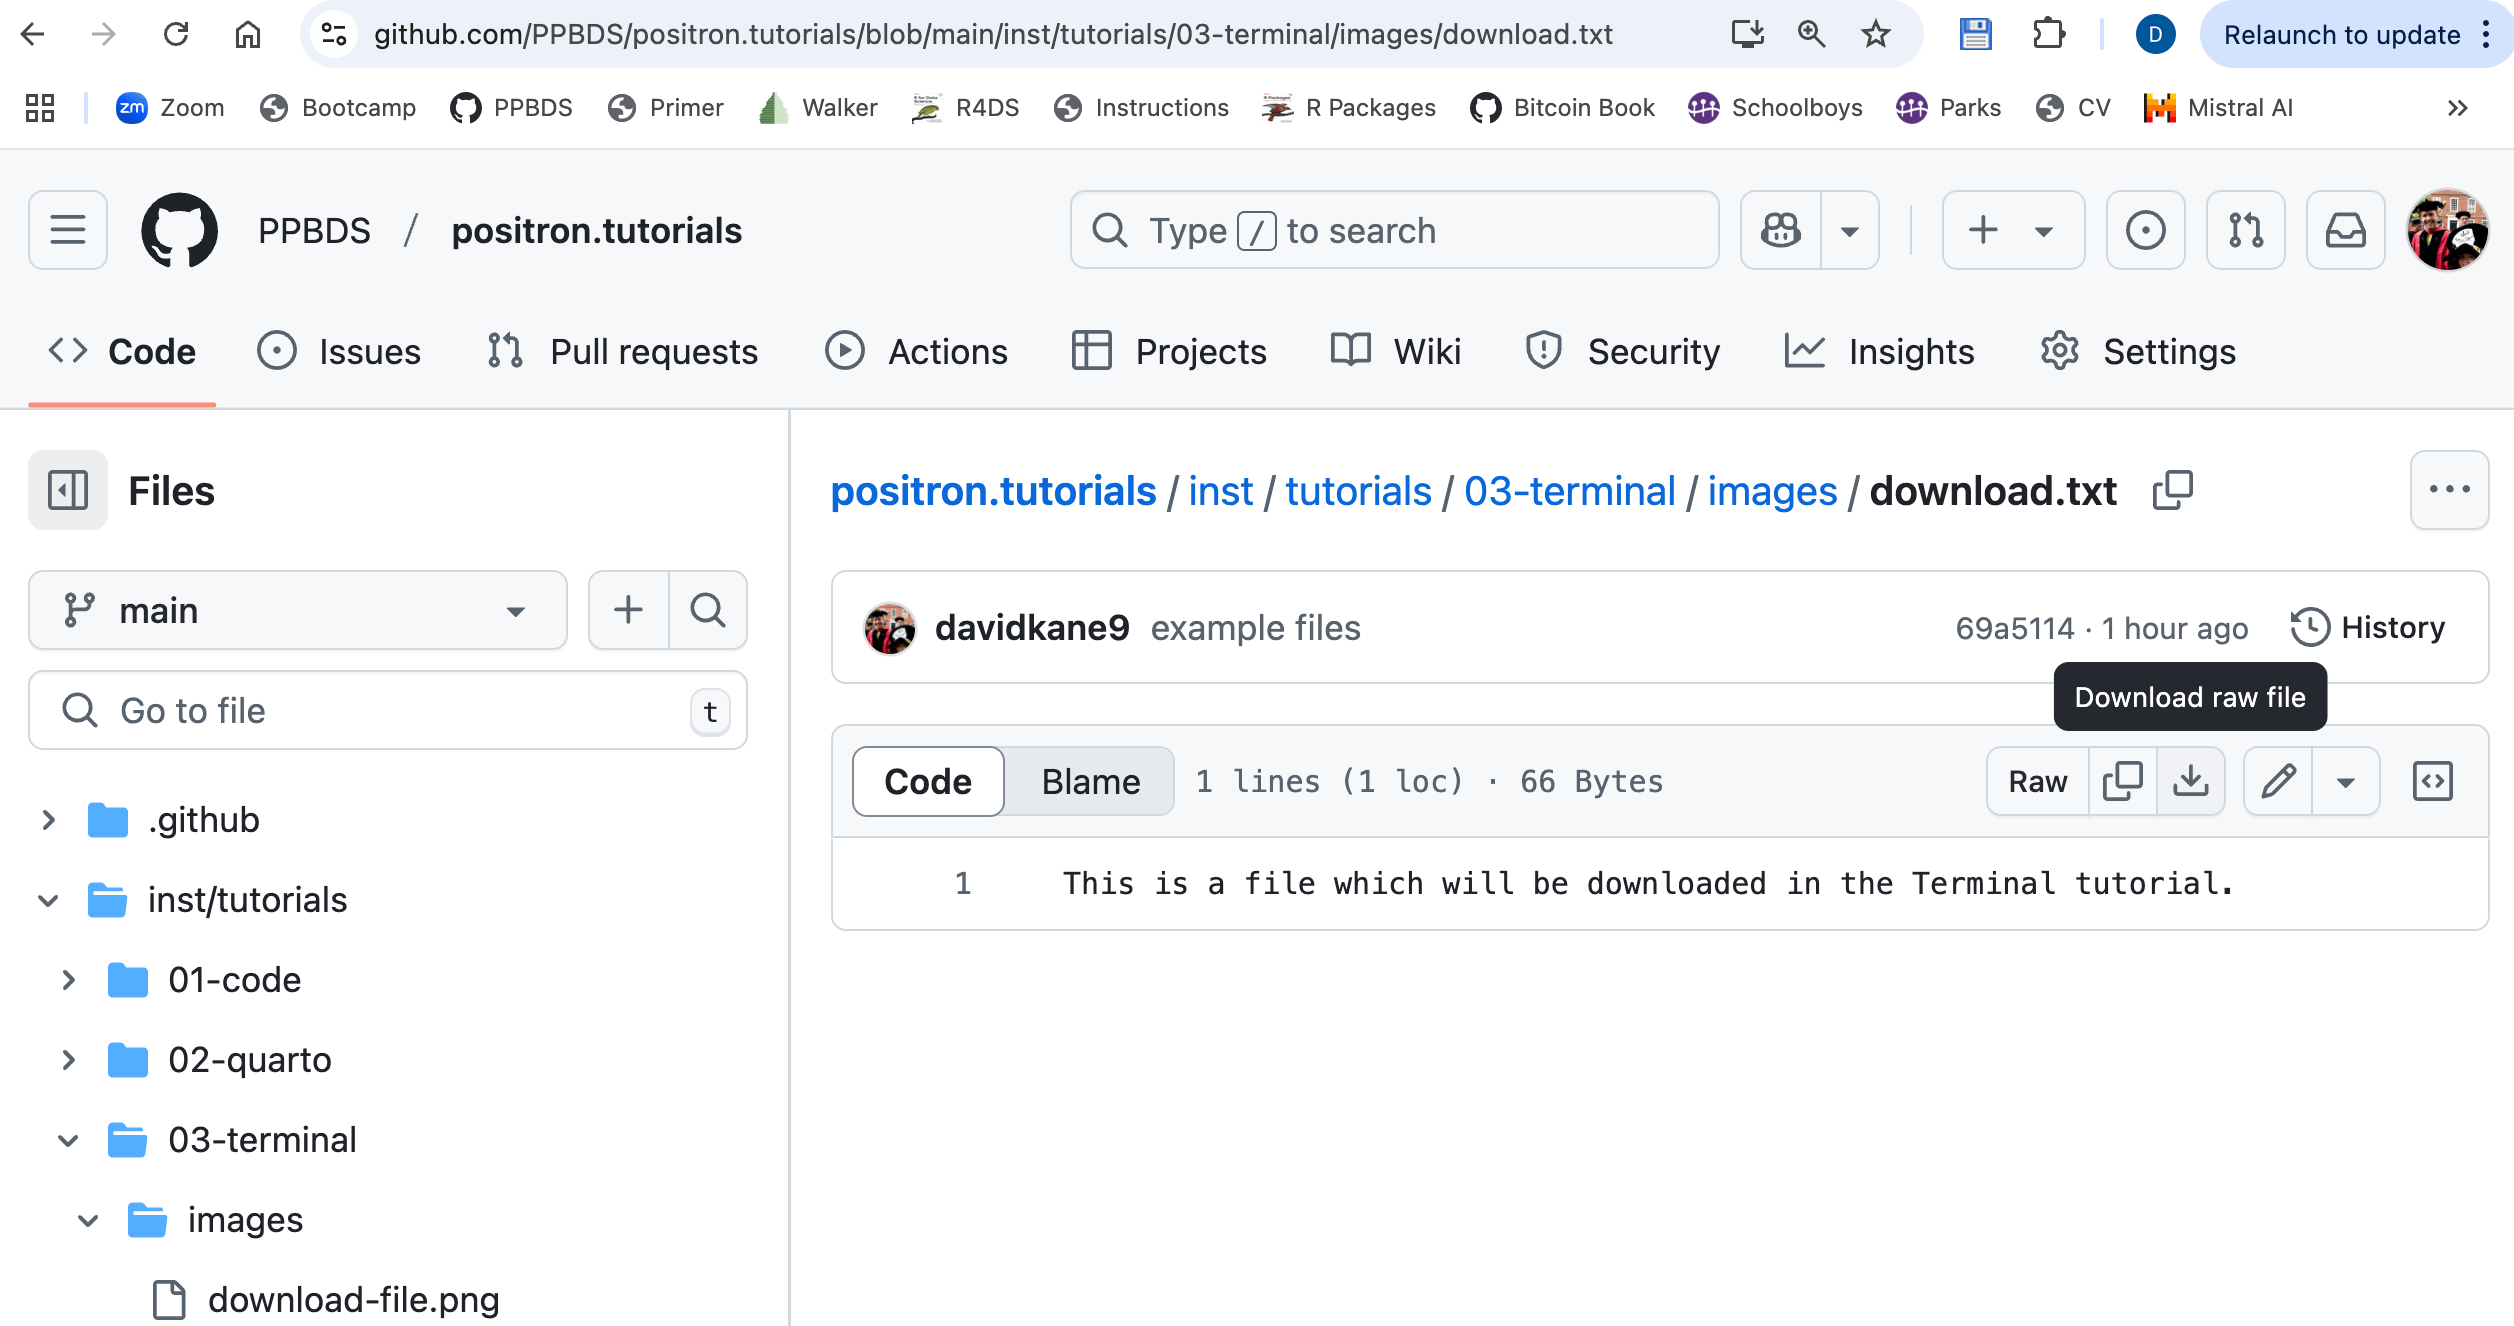 github.com/PPBDS/positron.tutorials/blob/main/inst/tutorials/03-terminal/images/download.txt D Relaunch to update
zm Zoom Bootcamp PPBDS Primer Walker R4DS Instructions R Packages Bitcoin Book Schoolboys Parks CV Mistral AI »
PPBDS / positron.tutorials Type / to search
Code Issues Pull requests Actions Projects Wiki Security Insights Settings
Files
positron.tutorials / inst / tutorials / 03-terminal / images / download.txt
main
davidkane9 example files 69a5114 · 1 hour ago History
Download raw file
Go to file t
Code Blame 1 lines (1 loc) · 66 Bytes Raw
.github
1 This is a file which will be downloaded in the Terminal tutorial.
inst/tutorials
01-code
02-quarto
03-terminal
images
download-file.png